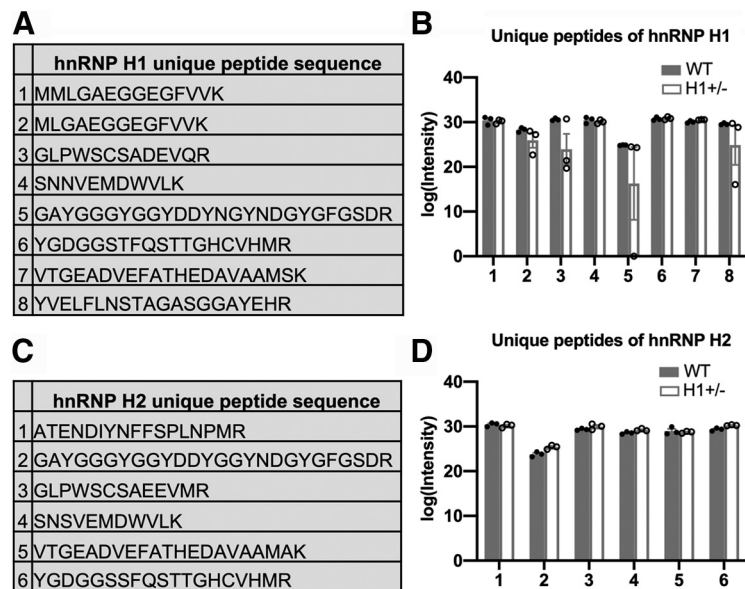 A
hnRNP H1 unique peptide sequence
1 MMLGAEGGEGFVVK
2 MLGAEGGEGFVVK
3 GLPWSCSADEVQR
4 SNNVEMDWVLK
5 GAYGGGYGGYDDYNGYNDGYGFGSDR
6 YGDGGSTFQSTTGHCVHMR
7 VTGEADVEFATHEDAVAAMSK
8 YVELFLNSTAGASGGAYEHR
B
Unique peptides of hnRNP H1
WT
H1+/-
log(Intensity)
40
30
20
10
0
1 2 3 4 5 6 7 8
C
hnRNP H2 unique peptide sequence
1 ATENDIYNFFSPLNPMR
2 GAYGGGYGGYDDYGGYNDGYGFGSDR
3 GLPWSCSAEEVMR
4 SNSVEMDWVLK
5 VTGEADVEFATHEDAVAAMAK
6 YGDGGSSFQSTTGHCVHMR
D
Unique peptides of hnRNP H2
WT
H1+/-
log(Intensity)
40
30
20
10
0
1 2 3 4 5 6